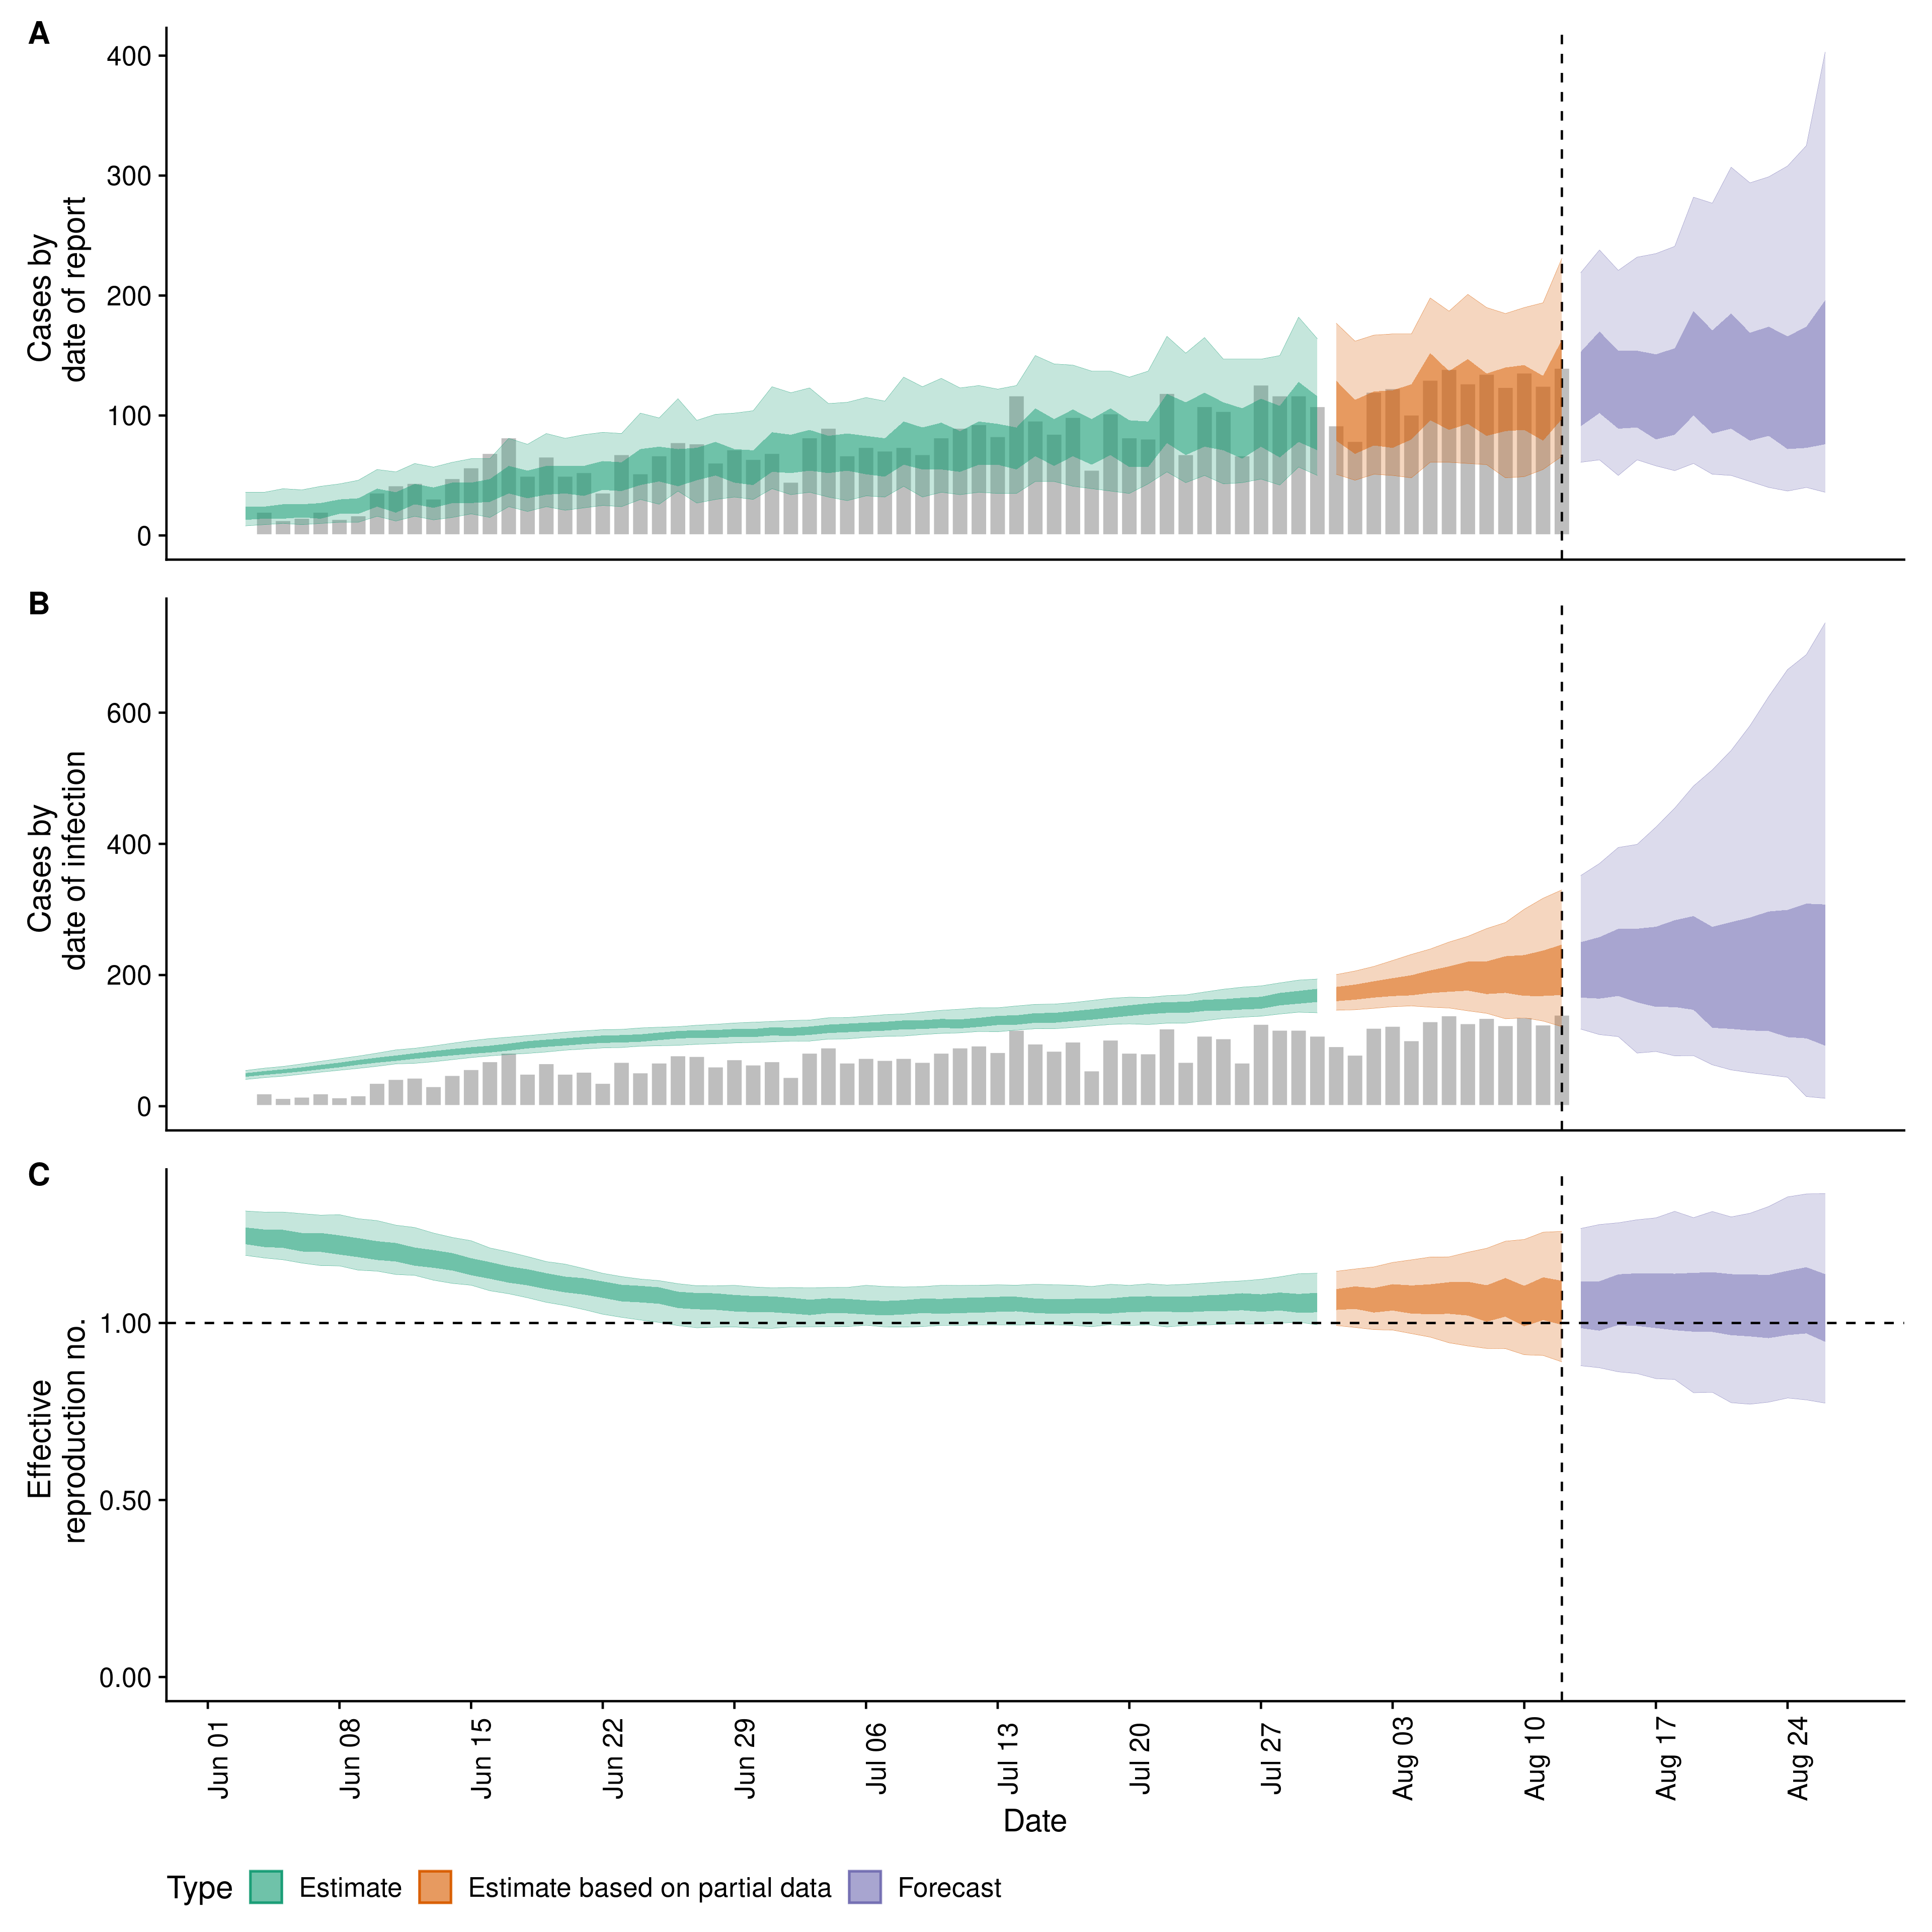 A
400
300
200
100
0
Cases by
date of report
B
600
400
200
0
Cases by
date of infection
C
1.00
0.50
0.00
Effective
reproduction no.
Jun 01
Jun 08
Jun 15
Jun 22
Jun 29
Jul 06
Jul 13
Jul 20
Jul 27
Aug 03
Aug 10
Aug 17
Aug 24
Date
Type Estimate Estimate based on partial data Forecast